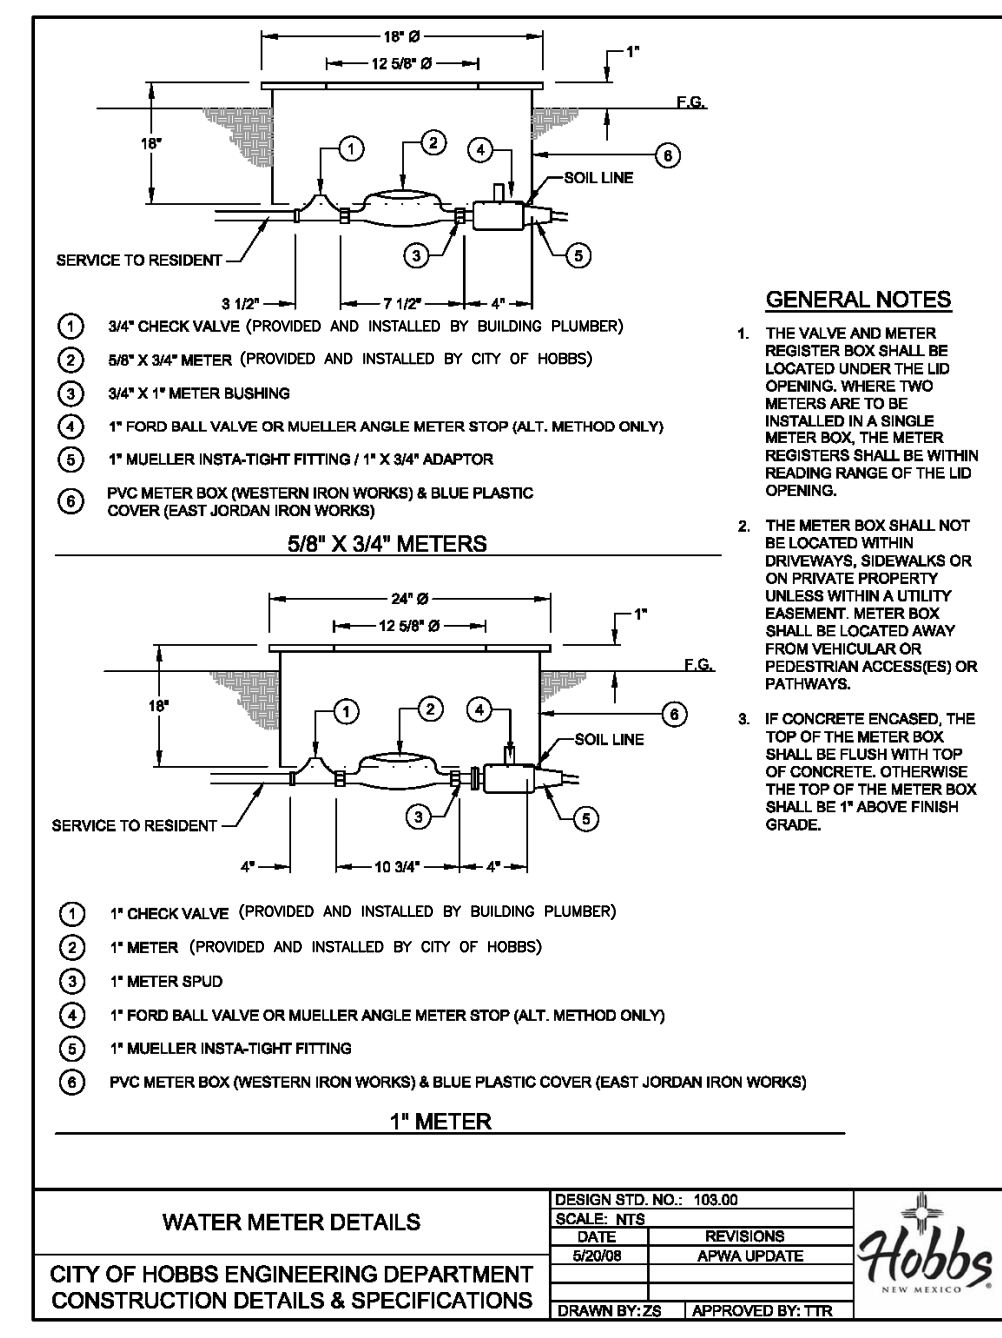 18" Ø
12 5/8" Ø
1"
F.G.
18"
1
2
4
6
SOIL LINE
SERVICE TO RESIDENT
3
5
3 1/2"
7 1/2"
4"
1 3/4" CHECK VALVE (PROVIDED AND INSTALLED BY BUILDING PLUMBER)
2 5/8" X 3/4" METER (PROVIDED AND INSTALLED BY CITY OF HOBBS)
3 3/4" X 1" METER BUSHING
4 1" FORD BALL VALVE OR MUELLER ANGLE METER STOP (ALT. METHOD ONLY)
5 1" MUELLER INSTA-TIGHT FITTING / 1" X 3/4" ADAPTOR
6 PVC METER BOX (WESTERN IRON WORKS) & BLUE PLASTIC
COVER (EAST JORDAN IRON WORKS)
5/8" X 3/4" METERS
24" Ø
12 5/8" Ø
1"
F.G.
18"
1
2
4
6
SOIL LINE
SERVICE TO RESIDENT
3
5
4"
10 3/4"
4"
1 1" CHECK VALVE (PROVIDED AND INSTALLED BY BUILDING PLUMBER)
2 1" METER (PROVIDED AND INSTALLED BY CITY OF HOBBS)
3 1" METER SPUD
4 1" FORD BALL VALVE OR MUELLER ANGLE METER STOP (ALT. METHOD ONLY)
5 1" MUELLER INSTA-TIGHT FITTING
6 PVC METER BOX (WESTERN IRON WORKS) & BLUE PLASTIC COVER (EAST JORDAN IRON WORKS)
1" METER
GENERAL NOTES
1. THE VALVE AND METER
REGISTER BOX SHALL BE
LOCATED UNDER THE LID
OPENING. WHERE TWO
METERS ARE TO BE
INSTALLED IN A SINGLE
METER BOX, THE METER
REGISTERS SHALL BE WITHIN
READING RANGE OF THE LID
OPENING.
2. THE METER BOX SHALL NOT
BE LOCATED WITHIN
DRIVEWAYS, SIDEWALKS OR
ON PRIVATE PROPERTY
UNLESS WITHIN A UTILITY
EASEMENT. METER BOX
SHALL BE LOCATED AWAY
FROM VEHICULAR OR
PEDESTRIAN ACCESS(ES) OR
PATHWAYS.
3. IF CONCRETE ENCASED, THE
TOP OF THE METER BOX
SHALL BE FLUSH WITH TOP
OF CONCRETE. OTHERWISE
THE TOP OF THE METER BOX
SHALL BE 1" ABOVE FINISH
GRADE.
WATER METER DETAILS
CITY OF HOBBS ENGINEERING DEPARTMENT
CONSTRUCTION DETAILS & SPECIFICATIONS
DESIGN STD. NO.: 103.00
SCALE: NTS
DATE REVISIONS
5/20/08 APWA UPDATE
DRAWN BY: ZS APPROVED BY: TTR
Hobbs
NEW MEXICO